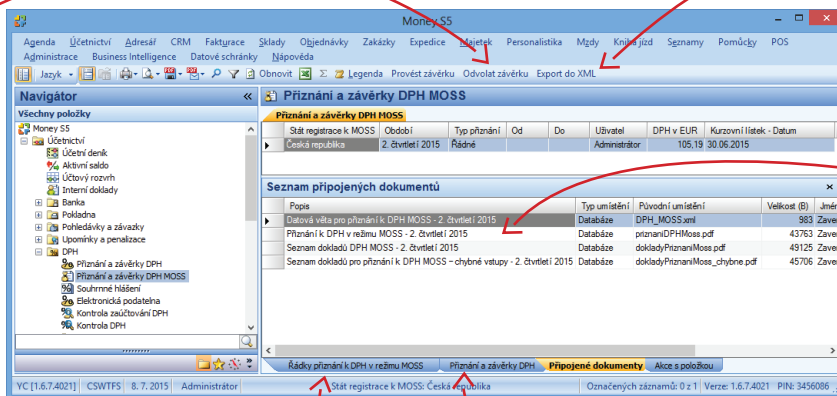 Money S5
Agenda Účetnictví Adresář CRM Fakturace Sklady Objednávky Zakázky Expedice Majetek Personalistika Mzdy Kniha jízd Seznamy Pomůcky POS
Administrace Business Intelligence Datové schránky Nápověda
Jazyk Obnovit Σ Legenda Provést závěrku Odvolat závěrku Export do XML
Navigátor
Přiznání a závěrky DPH MOSS
Všechny položky
Přiznání a závěrky DPH MOSS
Money S5
Účetnictví
Účetní deník
Aktivní saldo
Účtový rozvrh
Interní doklady
Banka
Pokladna
Pohledávky a závazky
Upomínky a penalizace
DPH
Přiznání a závěrky DPH
Přiznání a závěrky DPH MOSS
Souhrnné hlášení
Elektronická podatelna
Kontrola zaúčtování DPH
Kontrola DPH
Stát registrace k MOSS Období Typ přiznání Od Do Uživatel DPH v EUR Kurzovní lístek - Datum
Česká republika 2. čtvrtletí 2015 Řádné Administrátor 105,19 30.06.2015
Seznam připojených dokumentů
Popis Typ umístění Původní umístění Velikost (B) Jmé
Datová věta pro přiznání k DPH MOSS - 2. čtvrtletí 2015 Databáze DPH_MOSS.xml 983 Zaver
Přiznání k DPH v režimu MOSS - 2. čtvrtletí 2015 Databáze priznaniDPHMoss.pdf 43763 Zaver
Seznam dokladů DPH MOSS - 2. čtvrtletí 2015 Databáze dokladyPriznaniMoss.pdf 49125 Zaver
Seznam dokladů pro přiznání k DPH MOSS – chybné vstupy - 2. čtvrtletí 2015 Databáze dokladyPriznaniMoss_chybne.pdf 45706 Zaver
Řádky přiznání k DPH v režimu MOSS Přiznání a závěrky DPH Připojené dokumenty Akce s položkou
YC [1.6.7.4021] CSWTFS 8. 7. 2015 Administrátor Stát registrace k MOSS: Česká republika Označených záznamů: 0 z 1 Verze: 1.6.7.4021 PIN: 3456086